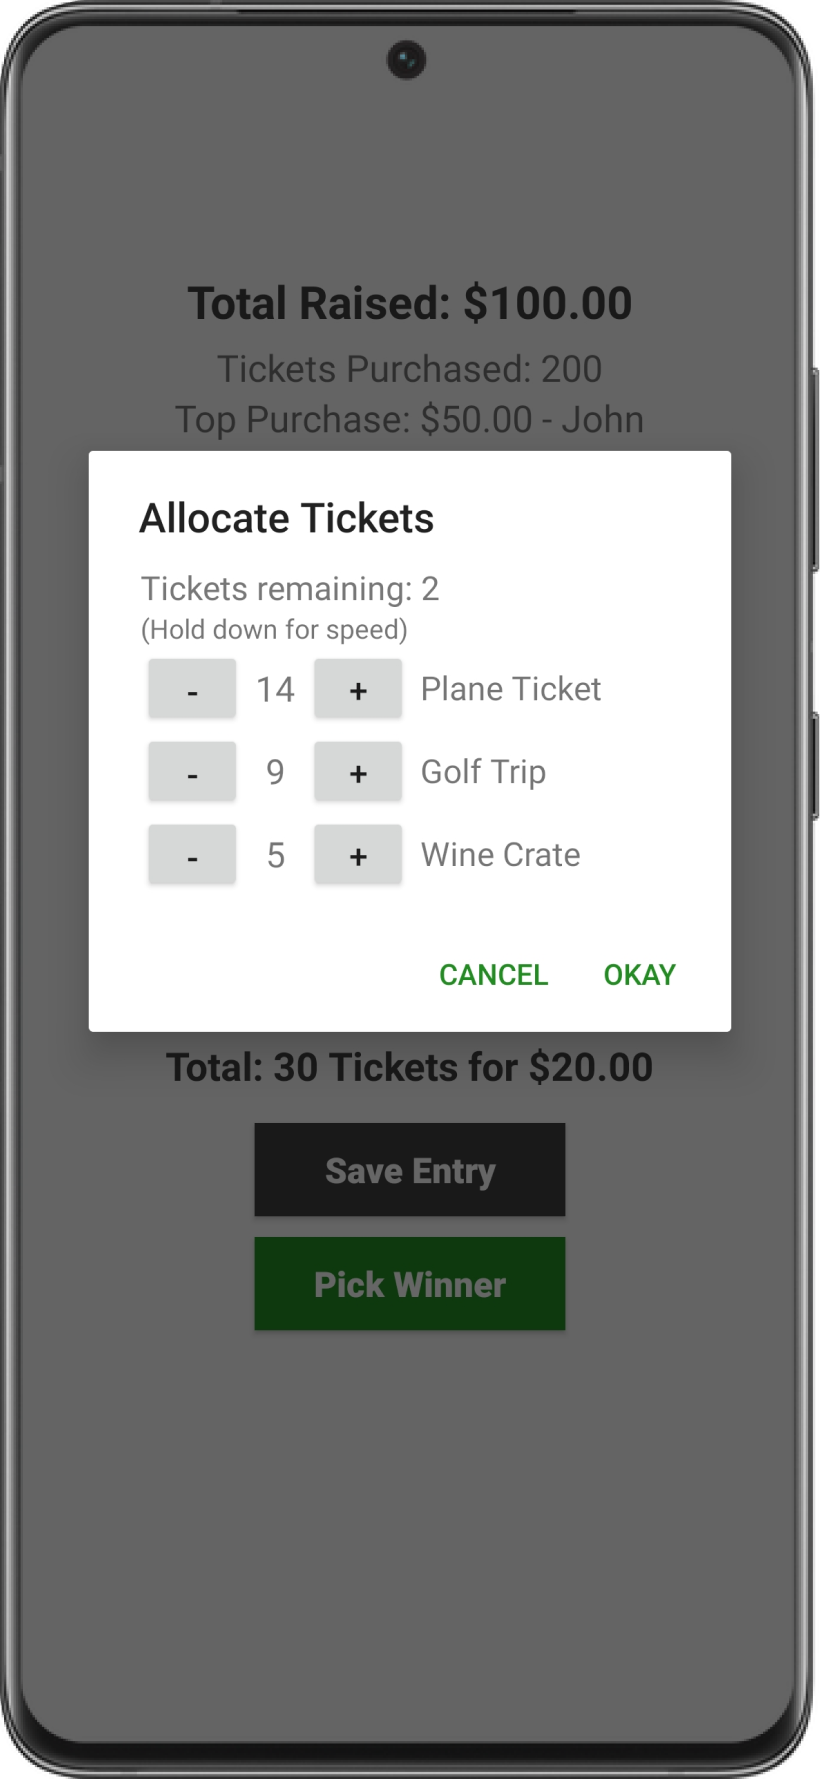 Total Raised: $100.00
Tickets Purchased: 200
Top Purchase: $50.00 - John
Allocate Tickets
Tickets remaining: 2
(Hold down for speed)
- 14 + Plane Ticket
- 9 + Golf Trip
- 5 + Wine Crate
CANCEL OKAY
Total: 30 Tickets for $20.00
Save Entry
Pick Winner